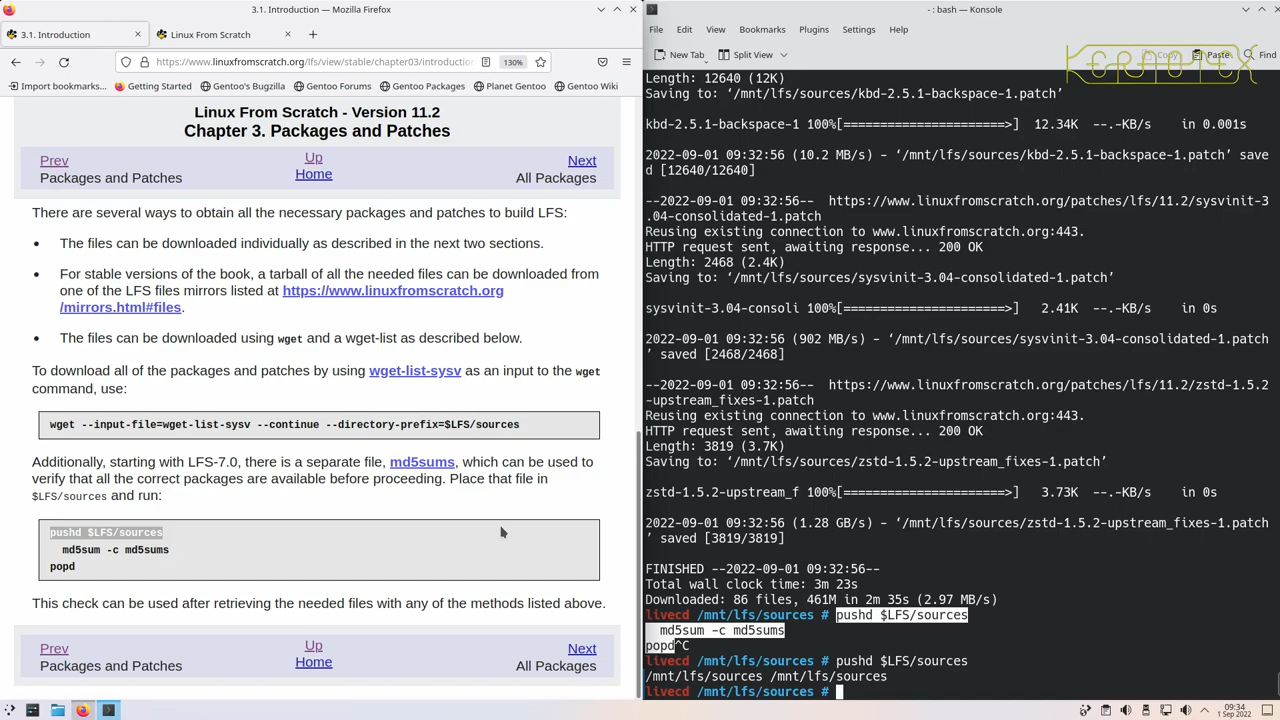 3.1. Introduction — Mozilla Firefox
3.1. Introduction
Linux From Scratch
https://www.linuxfromscratch.org/lfs/view/stable/chapter03/introduction
130%
Import bookmarks...
Getting Started
Gentoo's Bugzilla
Gentoo Forums
Gentoo Packages
Planet Gentoo
Gentoo Wiki
Linux From Scratch - Version 11.2
Chapter 3. Packages and Patches
Prev
Up
Next
Packages and Patches
Home
All Packages
There are several ways to obtain all the necessary packages and patches to build LFS:
• The files can be downloaded individually as described in the next two sections.
• For stable versions of the book, a tarball of all the needed files can be downloaded from
one of the LFS files mirrors listed at https://www.linuxfromscratch.org
/mirrors.html#files.
• The files can be downloaded using wget and a wget-list as described below.
To download all of the packages and patches by using wget-list-sysv as an input to the wget
command, use:
wget --input-file=wget-list-sysv --continue --directory-prefix=$LFS/sources
Additionally, starting with LFS-7.0, there is a separate file, md5sums, which can be used to
verify that all the correct packages are available before proceeding. Place that file in
$LFS/sources and run:
pushd $LFS/sources
md5sum -c md5sums
popd
This check can be used after retrieving the needed files with any of the methods listed above.
Prev
Up
Next
Packages and Patches
Home
All Packages
- : bash — Konsole
File Edit View Bookmarks Plugins Settings Help
New Tab
Split View
Copy
Paste
Find
KERNOTEX
Length: 12640 (12K)
Saving to: ‘/mnt/lfs/sources/kbd-2.5.1-backspace-1.patch’
kbd-2.5.1-backspace-1 100%[=====================>] 12.34K --.-KB/s in 0.001s
2022-09-01 09:32:56 (10.2 MB/s) - ‘/mnt/lfs/sources/kbd-2.5.1-backspace-1.patch’ save
d [12640/12640]
--2022-09-01 09:32:56-- https://www.linuxfromscratch.org/patches/lfs/11.2/sysvinit-3
.04-consolidated-1.patch
Reusing existing connection to www.linuxfromscratch.org:443.
HTTP request sent, awaiting response... 200 OK
Length: 2468 (2.4K)
Saving to: ‘/mnt/lfs/sources/sysvinit-3.04-consolidated-1.patch’
sysvinit-3.04-consoli 100%[=====================>] 2.41K --.-KB/s in 0s
2022-09-01 09:32:56 (902 MB/s) - ‘/mnt/lfs/sources/sysvinit-3.04-consolidated-1.patch
’ saved [2468/2468]
--2022-09-01 09:32:56-- https://www.linuxfromscratch.org/patches/lfs/11.2/zstd-1.5.2
-upstream_fixes-1.patch
Reusing existing connection to www.linuxfromscratch.org:443.
HTTP request sent, awaiting response... 200 OK
Length: 3819 (3.7K)
Saving to: ‘/mnt/lfs/sources/zstd-1.5.2-upstream_fixes-1.patch’
zstd-1.5.2-upstream_f 100%[=====================>] 3.73K --.-KB/s in 0s
2022-09-01 09:32:56 (1.28 GB/s) - ‘/mnt/lfs/sources/zstd-1.5.2-upstream_fixes-1.patch
’ saved [3819/3819]
FINISHED --2022-09-01 09:32:56--
Total wall clock time: 3m 23s
Downloaded: 86 files, 461M in 2m 35s (2.97 MB/s)
livecd /mnt/lfs/sources # pushd $LFS/sources
md5sum -c md5sums
popd^C
livecd /mnt/lfs/sources # pushd $LFS/sources
/mnt/lfs/sources /mnt/lfs/sources
livecd /mnt/lfs/sources #
09:34
1 Sep 2022